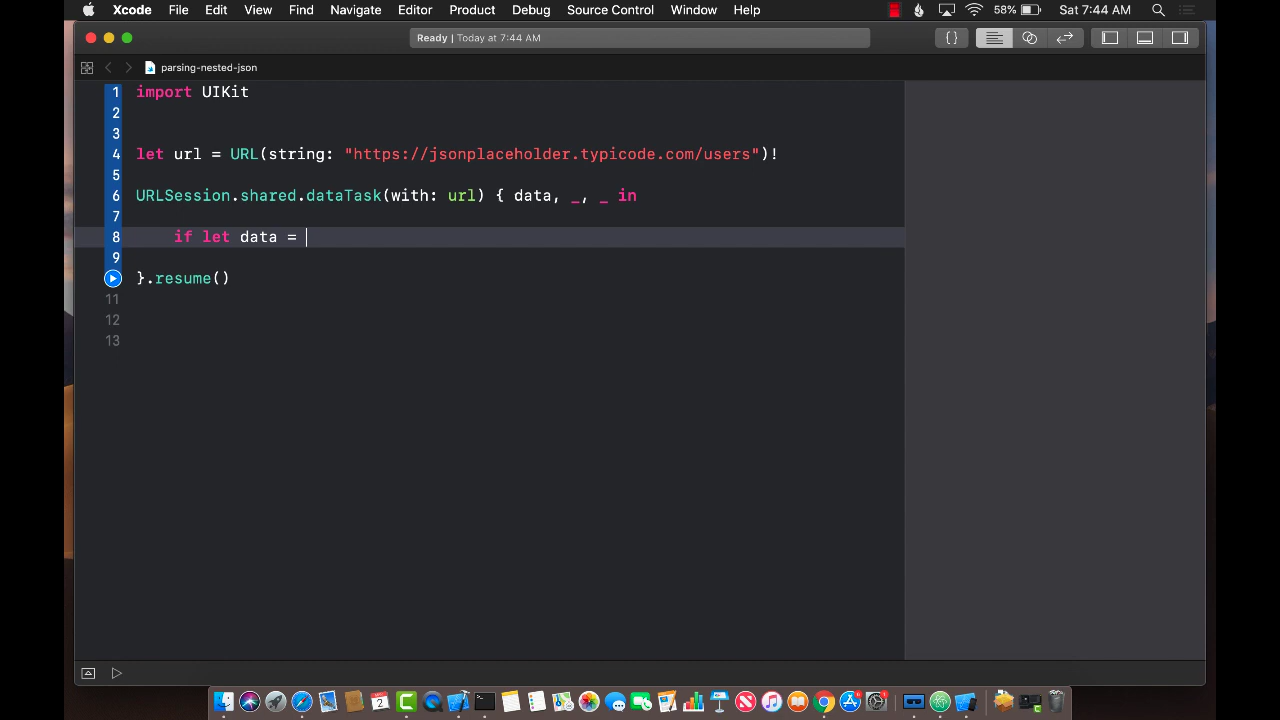 Xcode File Edit View Find Navigate Editor Product Debug Source Control Window Help 58% Sat 7:44 AM
Ready | Today at 7:44 AM { }
parsing-nested-json
1 import UIKit
2
3
4 let url = URL(string: "https://jsonplaceholder.typicode.com/users")!
5
6 URLSession.shared.dataTask(with: url) { data, _, _ in
7
8 if let data =
9
}.resume()
11
12
13